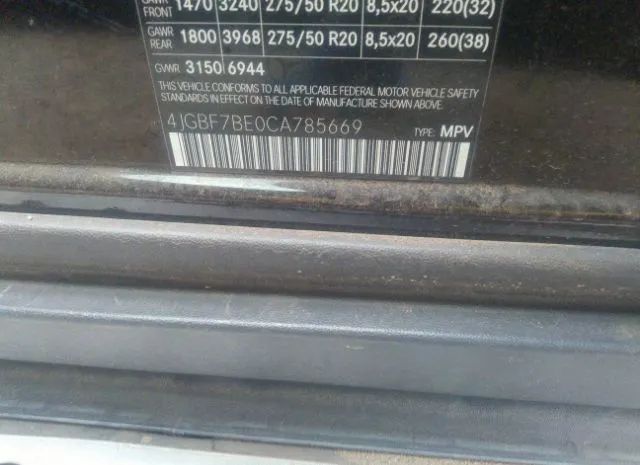 GAWR FRONT 1470 3240 275/50 R20 8,5x20 220(32)
GAWR REAR 1800 3968 275/50 R20 8,5x20 260(38)
GVWR 3150 6944
THIS VEHICLE CONFORMS TO ALL APPLICABLE FEDERAL MOTOR VEHICLE SAFETY
STANDARDS IN EFFECT ON THE DATE OF MANUFACTURE SHOWN ABOVE
4JGBF7BE0CA785669 TYPE: MPV